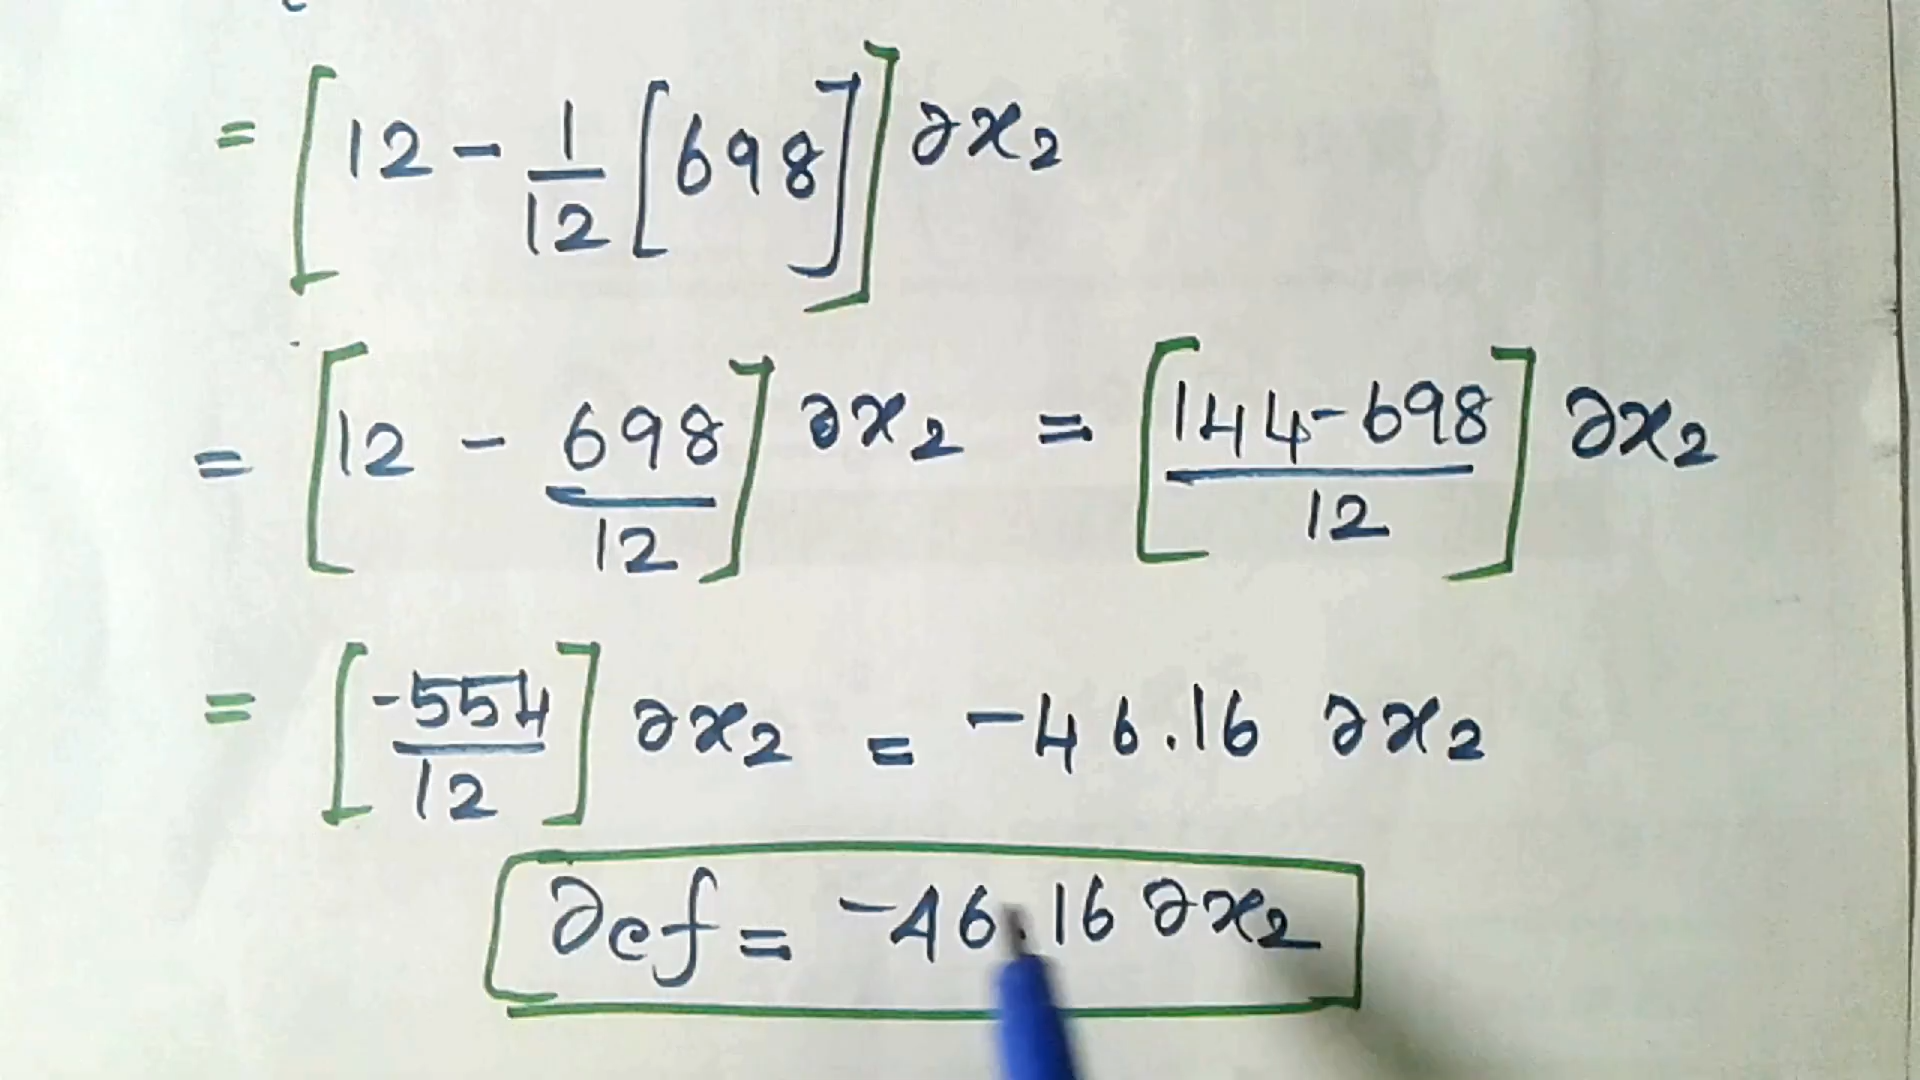 = [12 - 1/12 [698]] ∂x₂
= [12 - 698/12] ∂x₂ = [144-698/12] ∂x₂
= [-554/12] ∂x₂ = -46.16 ∂x₂
∂cf = -46.16 ∂x₂